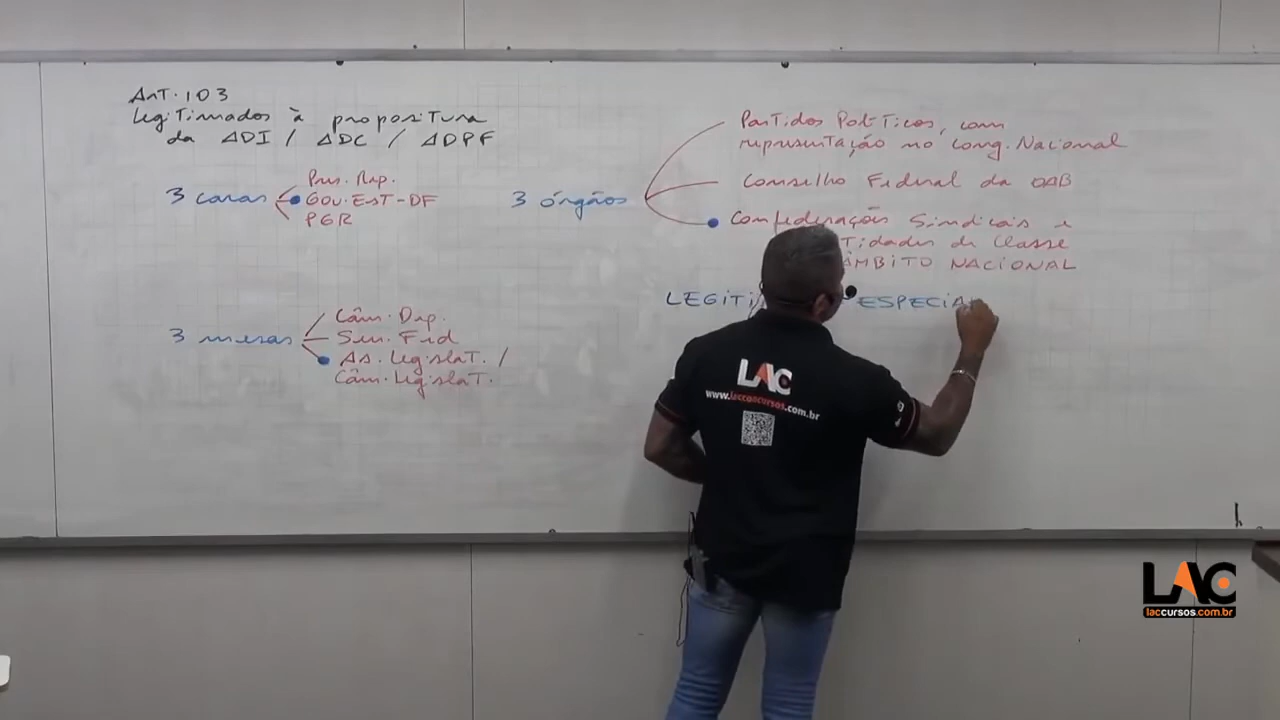 Art. 103
Legitimados à propositura
da ADI / ADC / ADPF
3 caras
Pres. Rep.
Gov. Est - DF
PGR
3 mesas
Câm. Dep.
Sen. Fed
As. Legislat. /
Câm. Legislat.
3 órgãos
Partidos Políticos, com
representação no Cong. Nacional
Conselho Federal da OAB
Confederações Sindicais e
tidades de Classe
ÂMBITO NACIONAL
LEGITI ESPECIA
LAC
www.lacconcursos.com.br
LAC
laccursos.com.br